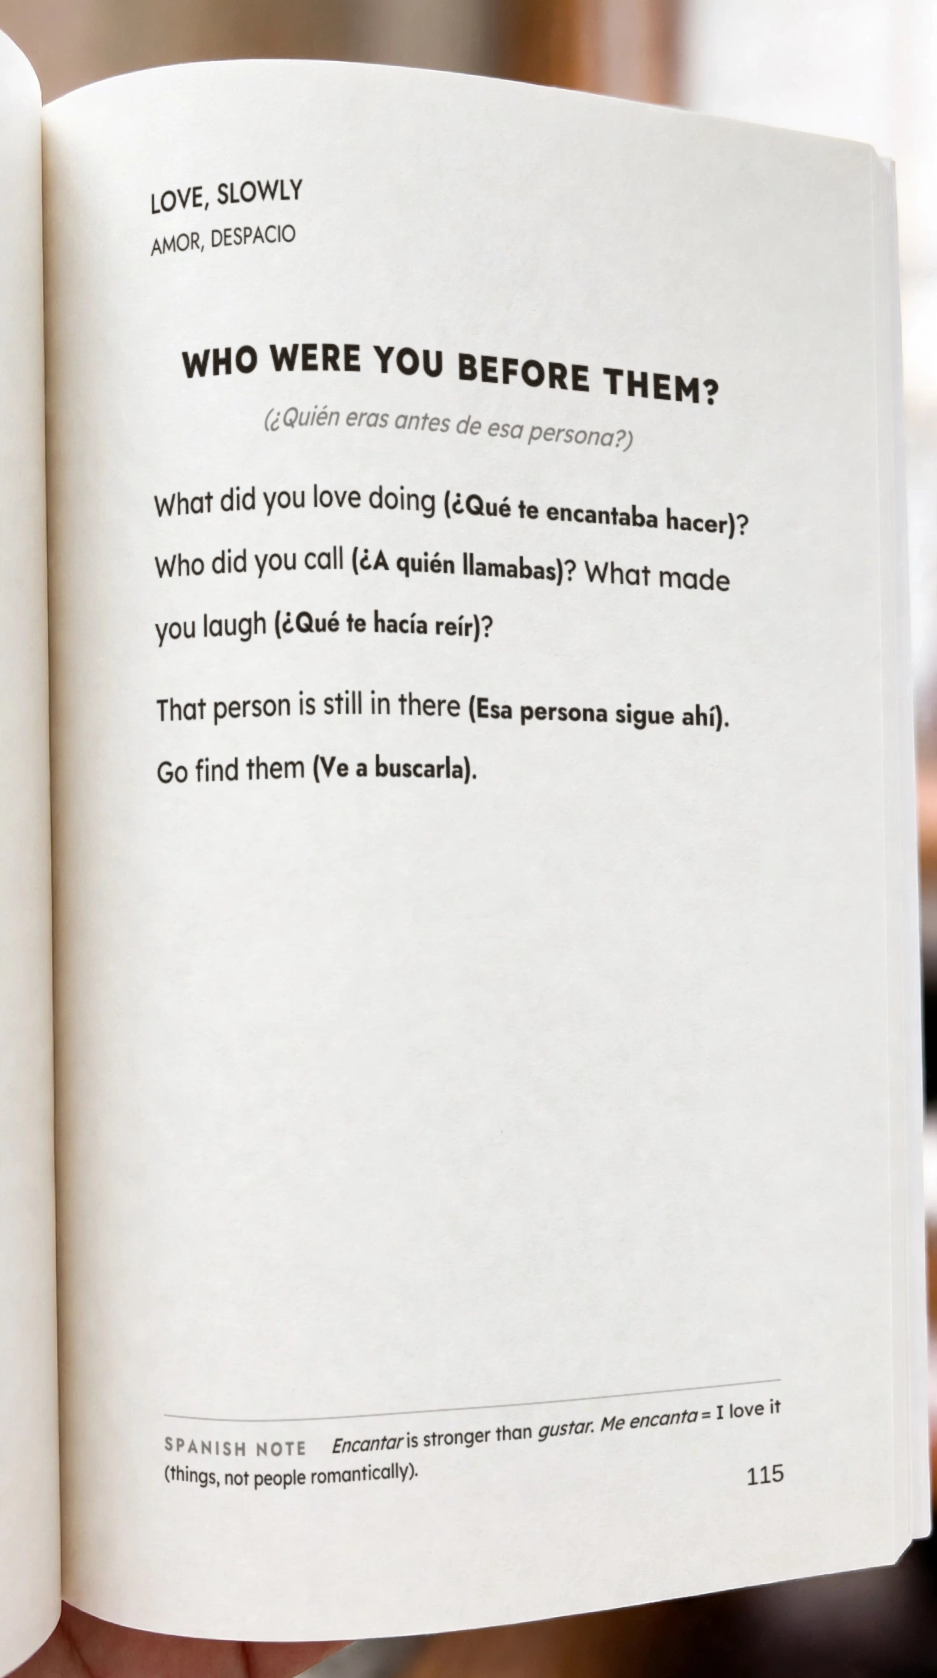 LOVE, SLOWLY
AMOR, DESPACIO
WHO WERE YOU BEFORE THEM?
(¿Quién eras antes de esa persona?)
What did you love doing (¿Qué te encantaba hacer)?
Who did you call (¿A quién llamabas)? What made
you laugh (¿Qué te hacía reír)?
That person is still in there (Esa persona sigue ahí).
Go find them (Ve a buscarla).
SPANISH NOTE Encantar is stronger than gustar. Me encanta = I love it
(things, not people romantically).
115